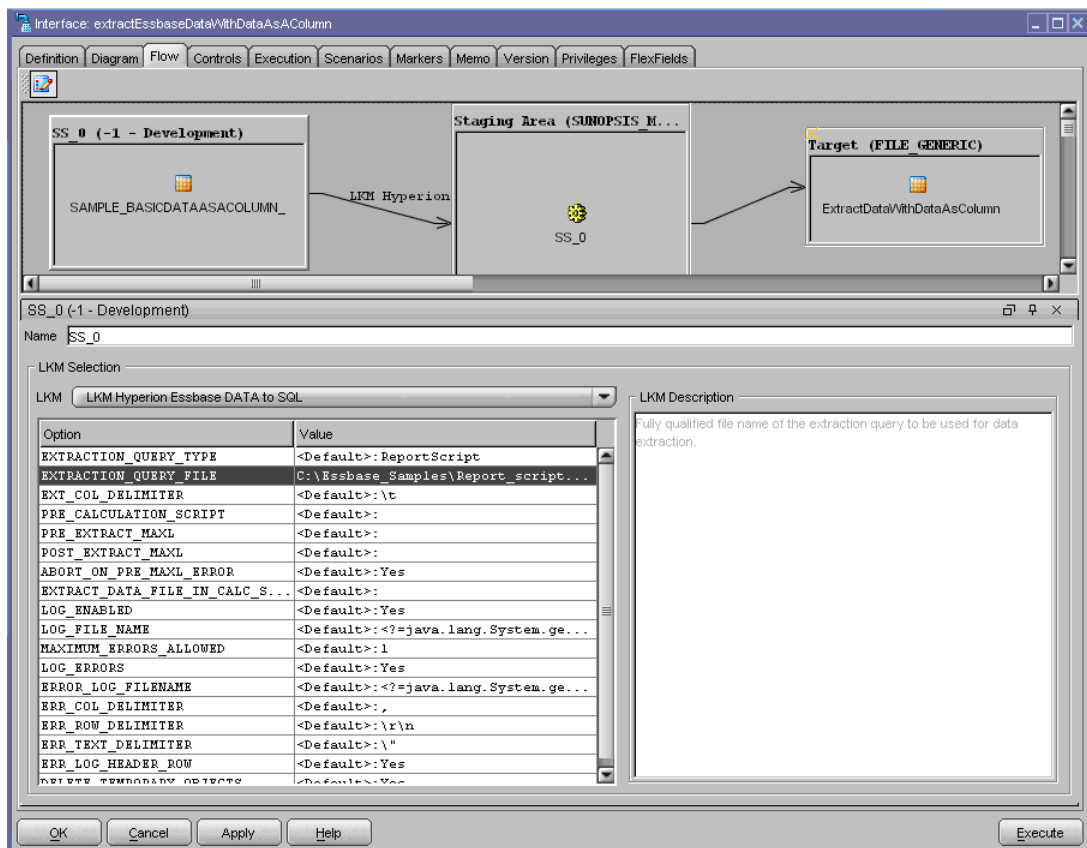 Interface: extractEssbaseDataWithDataAsAColumn
Definition Diagram Flow Controls Execution Scenarios Markers Memo Version Privileges FlexFields
SS_0 (-1 - Development)
SAMPLE_BASICDATAASACOLUMN_
LKM Hyperion
Staging Area (SUNOPSIS_M...
SS_0
Target (FILE_GENERIC)
ExtractDataWithDataAsColumn
SS_0 (-1 - Development)
Name SS_0
LKM Selection
LKM LKM Hyperion Essbase DATA to SQL
Option Value
EXTRACTION_QUERY_TYPE <Default>:ReportScript
EXTRACTION_QUERY_FILE C:\Essbase_Samples\Report_script...
EXT_COL_DELIMITER <Default>:\t
PRE_CALCULATION_SCRIPT <Default>:
PRE_EXTRACT_MAXL <Default>:
POST_EXTRACT_MAXL <Default>:
ABORT_ON_PRE_MAXL_ERROR <Default>:Yes
EXTRACT_DATA_FILE_IN_CALC_S... <Default>:
LOG_ENABLED <Default>:Yes
LOG_FILE_NAME <Default>:<?=java.lang.System.ge...
MAXIMUM_ERRORS_ALLOWED <Default>:1
LOG_ERRORS <Default>:Yes
ERROR_LOG_FILENAME <Default>:<?=java.lang.System.ge...
ERR_COL_DELIMITER <Default>:,
ERR_ROW_DELIMITER <Default>:\r\n
ERR_TEXT_DELIMITER <Default>:\"
ERR_LOG_HEADER_ROW <Default>:Yes
DELETE_TEMPORARY_OBJECTS <Default>:Yes
LKM Description
Fully qualified file name of the extraction query to be used for data
extraction.
OK Cancel Apply Help Execute